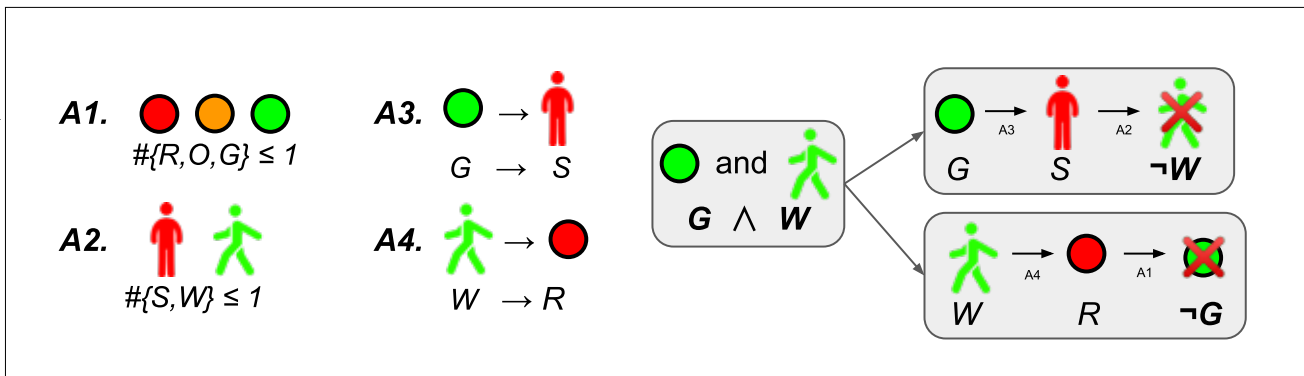 A1.
#{R,O,G} ≤ 1
A2.
#{S,W} ≤ 1
A3. →
G → S
A4. →
W → R
and
G ∧ W
A3 A2
G S ¬W
A4 A1
W R ¬G